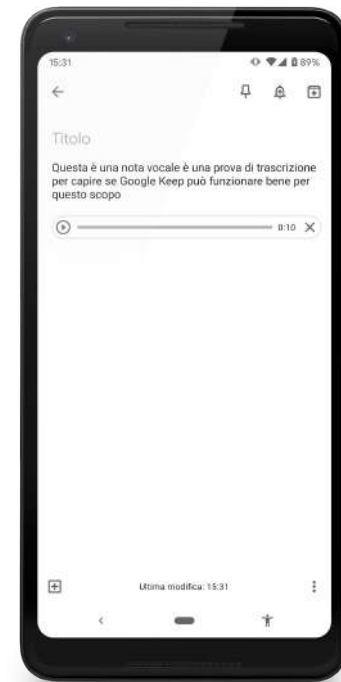 15:31
89%
Titolo
Questa è una nota vocale è una prova di trascrizione
per capire se Google Keep può funzionare bene per
questo scopo
0:10
Ultima modifica: 15:31